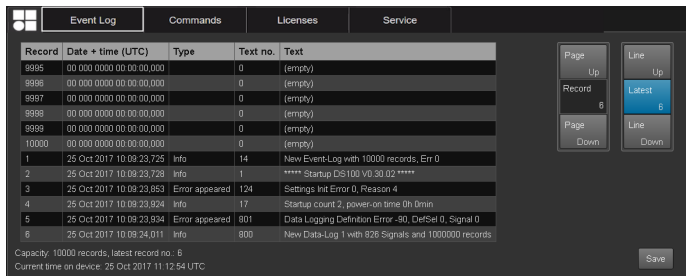 Event Log Commands Licenses Service
Record Date + time (UTC) Type Text no. Text
9995 00 000 0000 00:00:00,000 0 (empty)
9996 00 000 0000 00:00:00,000 0 (empty)
9997 00 000 0000 00:00:00,000 0 (empty)
9998 00 000 0000 00:00:00,000 0 (empty)
9999 00 000 0000 00:00:00,000 0 (empty)
10000 00 000 0000 00:00:00,000 0 (empty)
1 25 Oct 2017 10:09:23,725 Info 14 New Event-Log with 10000 records, Err 0
2 25 Oct 2017 10:09:23,728 Info 1 ***** Startup DS100 V0.30.02 *****
3 25 Oct 2017 10:09:23,853 Error appeared 124 Settings Init Error 0, Reason 4
4 25 Oct 2017 10:09:23,924 Info 17 Startup count 2, power-on time 0h 0min
5 25 Oct 2017 10:09:23,934 Error appeared 801 Data Logging Definition Error -90, DefSel 0, Signal 0
6 25 Oct 2017 10:09:24,011 Info 800 New Data-Log 1 with 826 Signals and 1000000 records
Page Up
Record 6
Page Down
Line Up
Latest 6
Line Down
Capacity: 10000 records, latest record no.: 6
Current time on device: 25 Oct 2017 11:12:54 UTC
Save